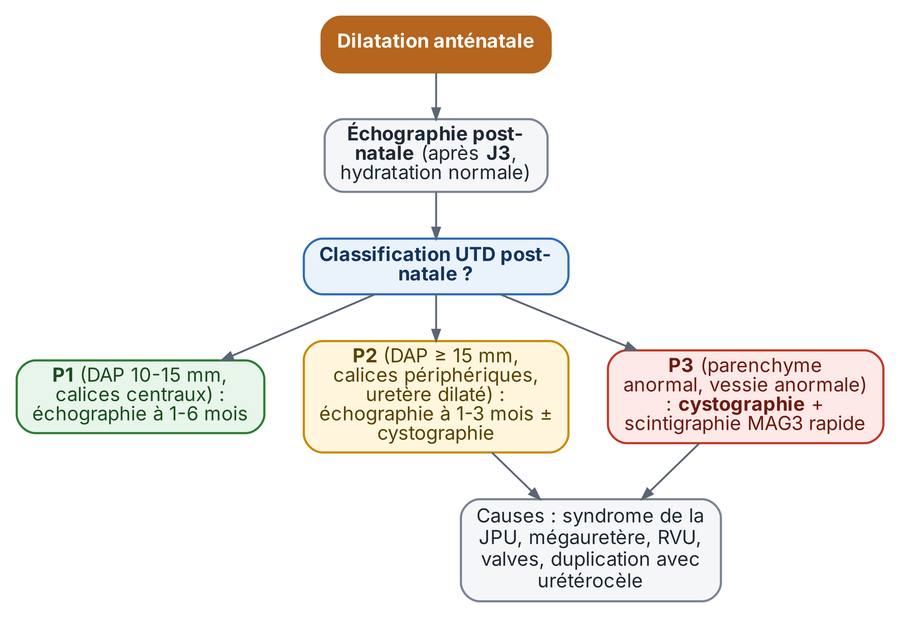 Dilatation anténatale
Échographie post-
natale (après J3,
hydratation normale)
Classification UTD post-
natale ?
P1 (DAP 10-15 mm,
calices centraux) :
échographie à 1-6 mois
P2 (DAP ≥ 15 mm,
calices périphériques,
uretère dilaté) :
échographie à 1-3 mois ±
cystographie
P3 (parenchyme
anormal, vessie anormale)
: cystographie +
scintigraphie MAG3 rapide
Causes : syndrome de la
JPU, mégauretère, RVU,
valves, duplication avec
urétérocèle